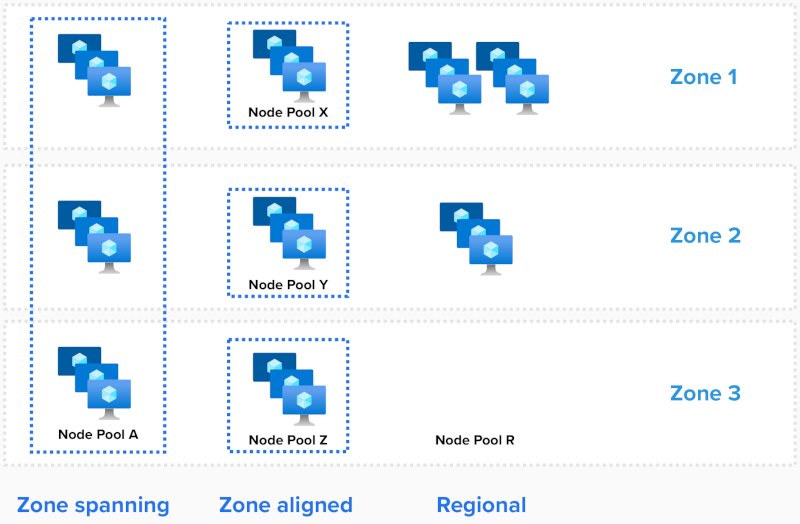 Node Pool X
Zone 1
Node Pool Y
Zone 2
Node Pool A
Node Pool Z
Node Pool R
Zone 3
Zone spanning
Zone aligned
Regional